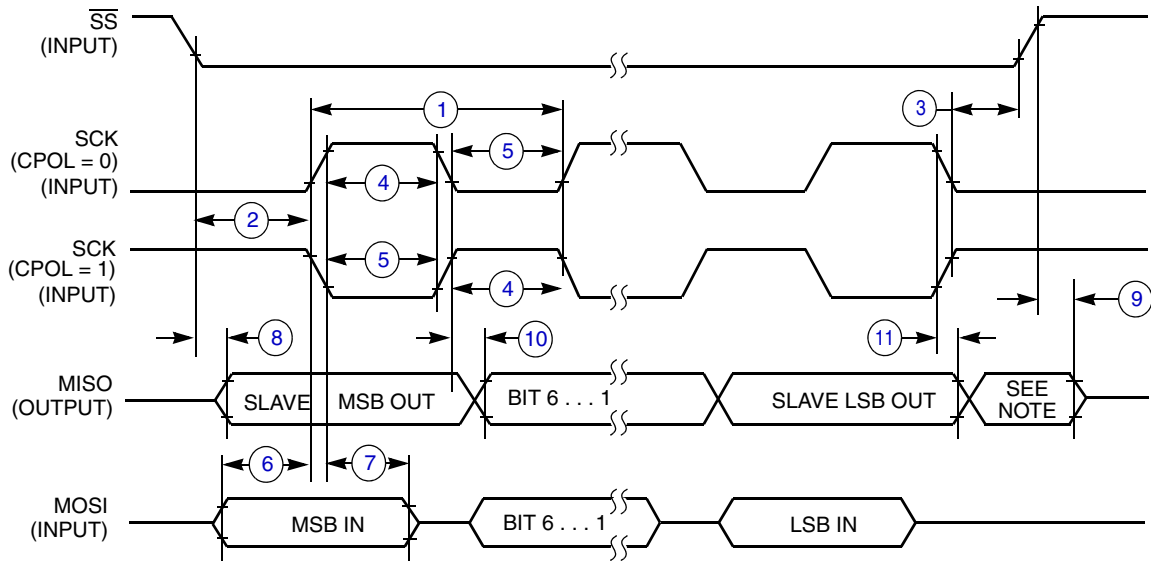 SS
(INPUT)
1
3
SCK
(CPOL = 0)
(INPUT)
5
4
2
SCK
(CPOL = 1)
(INPUT)
5
4
9
8
10
11
MISO
(OUTPUT)
SLAVE MSB OUT
BIT 6 . . . 1
SLAVE LSB OUT
SEE
NOTE
6
7
MOSI
(INPUT)
MSB IN
BIT 6 . . . 1
LSB IN